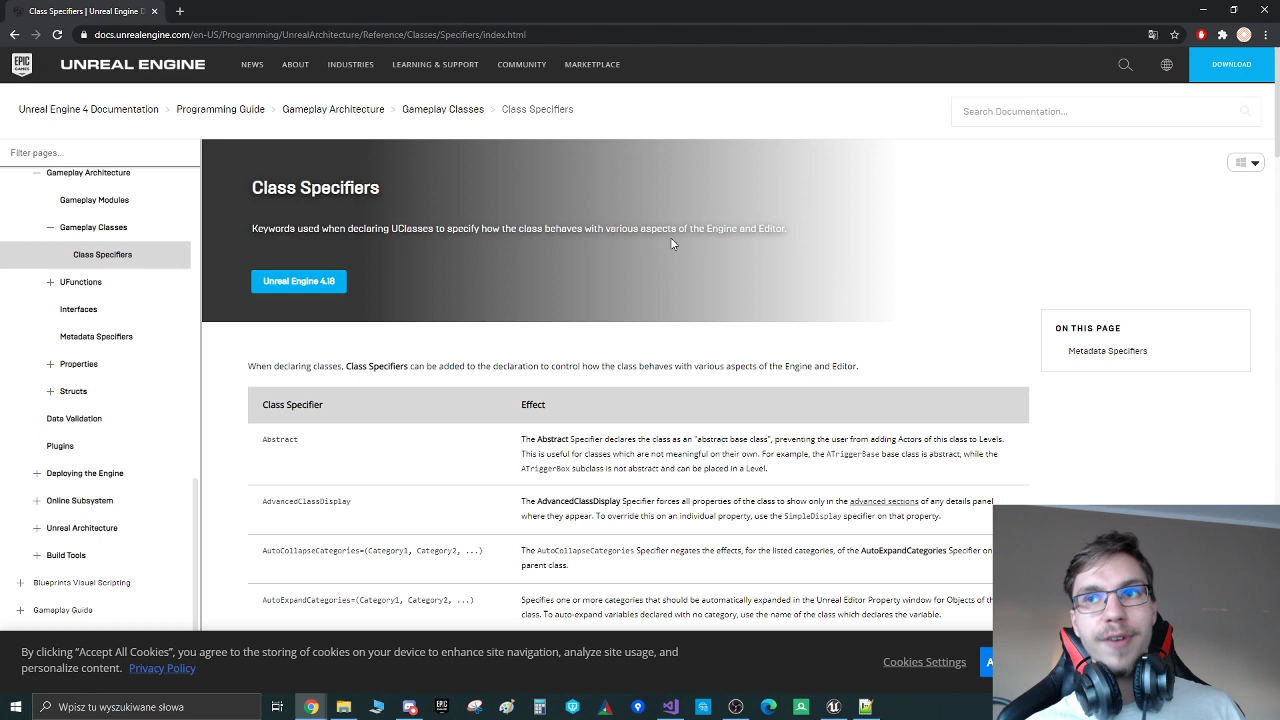 Class Specifiers | Unreal Engine D
docs.unrealengine.com/en-US/Programming/UnrealArchitecture/Reference/Classes/Specifiers/index.html
EPIC GAMES
UNREAL ENGINE
NEWS
ABOUT
INDUSTRIES
LEARNING & SUPPORT
COMMUNITY
MARKETPLACE
DOWNLOAD
Unreal Engine 4 Documentation > Programming Guide > Gameplay Architecture > Gameplay Classes > Class Specifiers
Search Documentation...
Filter pages...
Gameplay Architecture
Gameplay Modules
Gameplay Classes
Class Specifiers
UFunctions
Interfaces
Metadata Specifiers
Properties
Structs
Data Validation
Plugins
Deploying the Engine
Online Subsystem
Unreal Architecture
Build Tools
Blueprints Visual Scripting
Gameplay Guide
Class Specifiers
Keywords used when declaring UClasses to specify how the class behaves with various aspects of the Engine and Editor.
Unreal Engine 4.18
ON THIS PAGE
Metadata Specifiers
When declaring classes, Class Specifiers can be added to the declaration to control how the class behaves with various aspects of the Engine and Editor.
Class Specifier
Effect
Abstract
The Abstract Specifier declares the class as an "abstract base class", preventing the user from adding Actors of this class to Levels.
This is useful for classes which are not meaningful on their own. For example, the ATriggerBase base class is abstract, while the
ATriggerBox subclass is not abstract and can be placed in a Level.
AdvancedClassDisplay
The AdvancedClassDisplay Specifier forces all properties of the class to show only in the advanced sections of any details panel
where they appear. To override this on an individual property, use the SimpleDisplay specifier on that property.
AutoCollapseCategories=(Category1, Category2, ...)
The AutoCollapseCategories Specifier negates the effects, for the listed categories, of the AutoExpandCategories Specifier on
parent class.
AutoExpandCategories=(Category1, Category2, ...)
Specifies one or more categories that should be automatically expanded in the Unreal Editor Property window for Objects of th
class. To auto-expand variables declared with no category, use the name of the class which declares the variable.
By clicking “Accept All Cookies”, you agree to the storing of cookies on your device to enhance site navigation, analyze site usage, and
personalize content. Privacy Policy
Cookies Settings
A
Wpisz tu wyszukiwane słowa